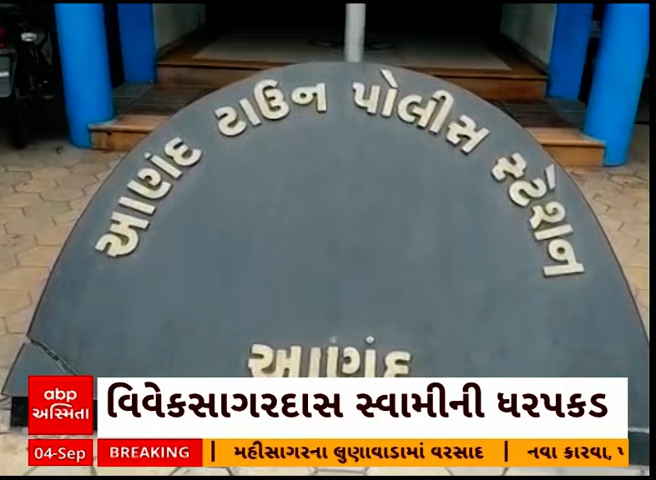 આણંદ ટાઉન પોલીસ સ્ટેશન
આણંદ
abp
અસ્મિતા
વિવેકસાગરદાસ સ્વામીની ધરપકડ
04-Sep
BREAKING
| મહીસાગરના લુણાવાડામાં વરસાદ | નવા કારવા,